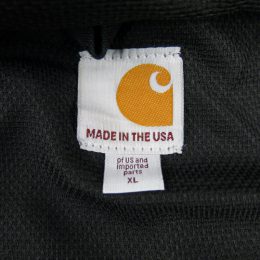 MADE IN THE USA
of US and
imported
parts
XL